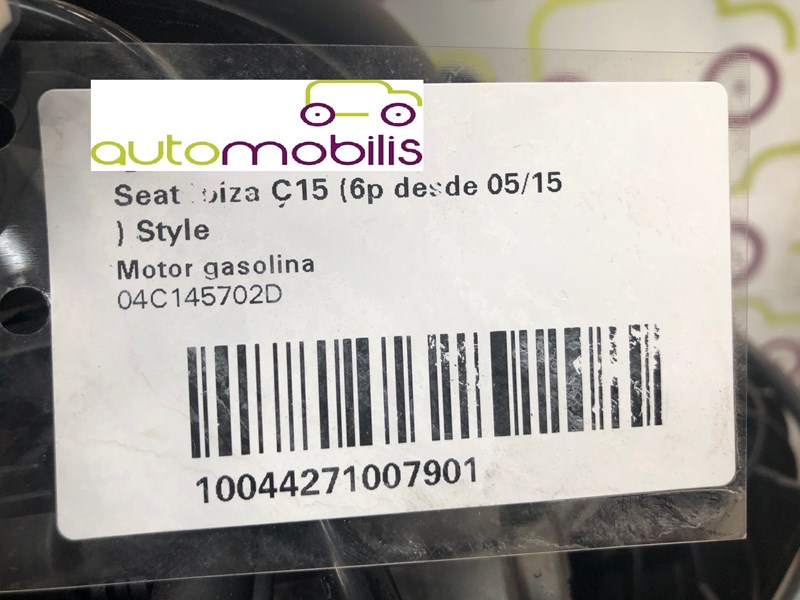 automobilis
Seat Ibiza Ç15 (6p desde 05/15
) Style
Motor gasolina
04C145702D
10044271007901